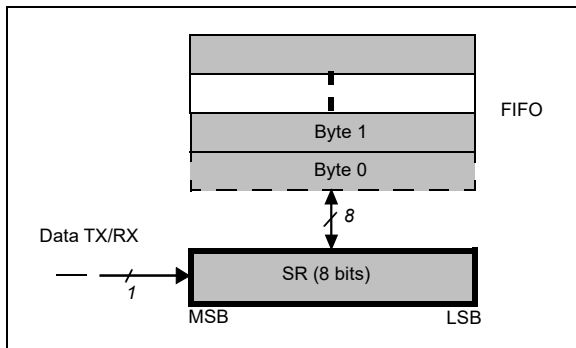 Byte 1
FIFO
Byte 0
8
Data TX/RX
1
SR (8 bits)
MSB
LSB